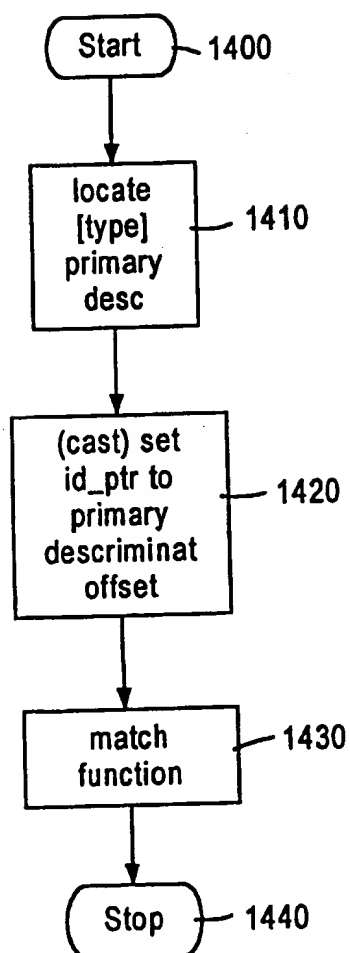 Start
1400
locate
[type]
primary
desc
1410
(cast) set
id_ptr to
primary
descriminat
offset
1420
match
function
1430
Stop
1440